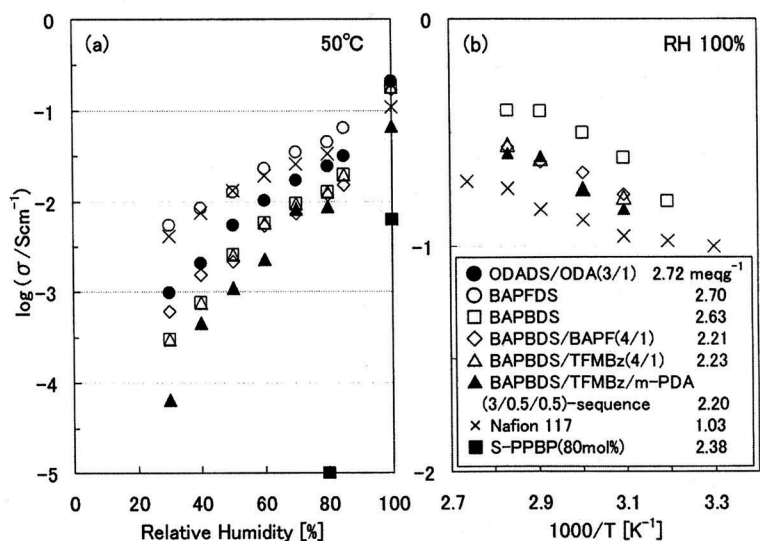 (a)
50°C
0
-1
-2
-3
-4
-5
log(σ/Scm⁻¹)
0
20
40
60
80
100
Relative Humidity [%]
(b)
RH 100%
0
-1
-2
ODADS/ODA(3/1) 2.72 meqg⁻¹
BAPFDS 2.70
BAPBDS 2.63
BAPBDS/BAPF(4/1) 2.21
BAPBDS/TFMBz(4/1) 2.23
BAPBDS/TFMBz/m-PDA
(3/0.5/0.5)-sequence 2.20
Nafion 117 1.03
S-PPBP(80mol%) 2.38
2.7
2.9
3.1
3.3
1000/T [K⁻¹]